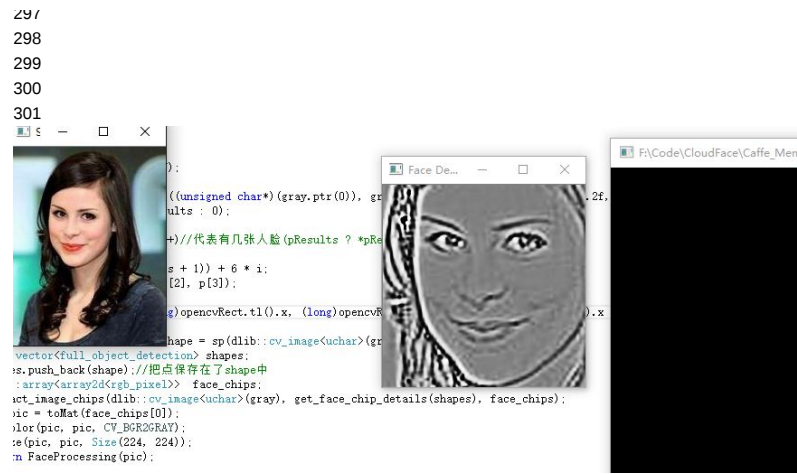 297
298
299
300
301
S
);
((unsigned char*)(gray.ptr(0)), gr
.2f,
ults : 0);
Face De...
F:\Code\CloudFace\Caffe_Mem
+)//代表有几张人脸(pResults ? *pRe
s + 1)) + 6 * i;
[2], p[3]);
g)opencvRect.tl().x, (long)opencvR
).x
hape = sp(dlib::cv_image<uchar>(gr
vector<full_object_detection> shapes;
es.push_back(shape);//把点保存在了shape中
:array<array2d<rgb_pixel>> face_chips;
act_image_chips(dlib::cv_image<uchar>(gray), get_face_chip_details(shapes), face_chips);
pic = toMat(face_chips[0]);
olor(pic, pic, CV_BGR2GRAY);
ze(pic, pic, Size(224, 224));
rn FaceProcessing(pic);